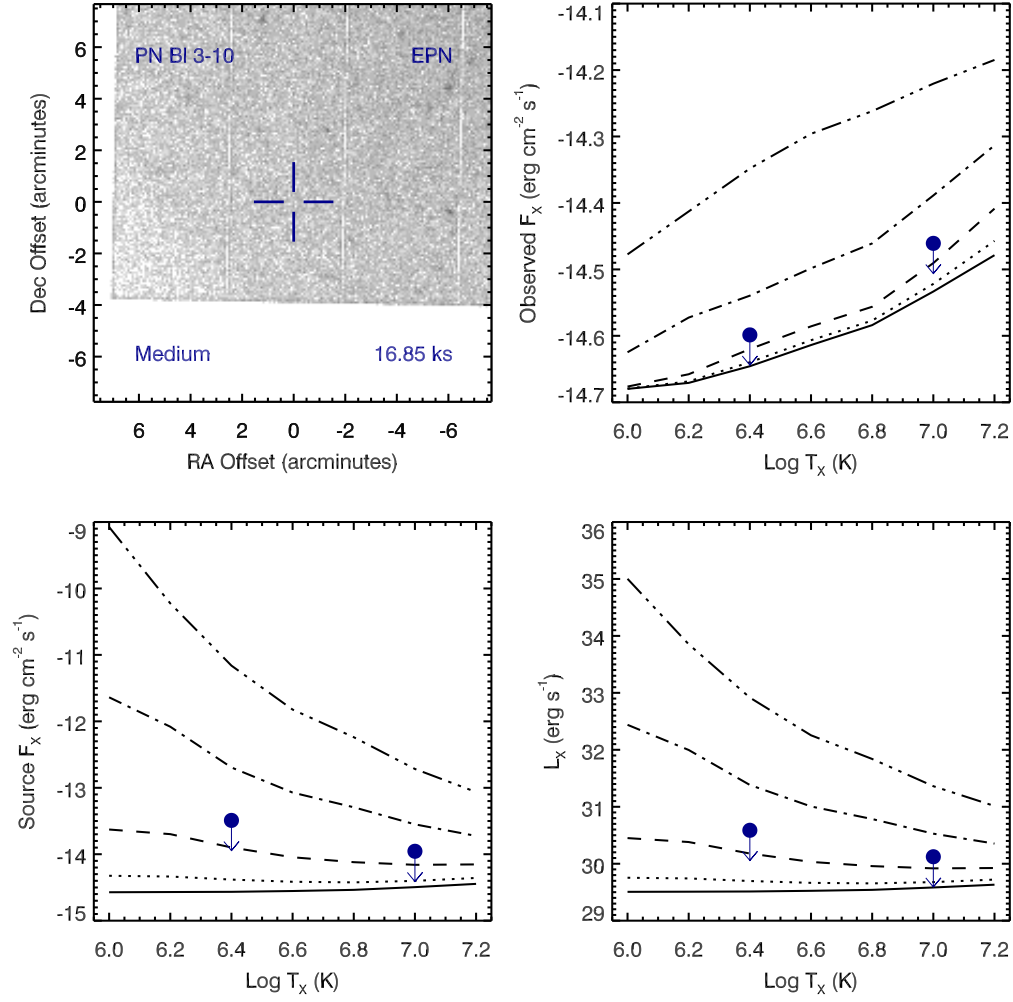 PN BI 3-10 EPN
Medium 16.85 ks
6
4
2
0
-2
-4
-6
Dec Offset (arcminutes)
6 4 2 0 -2 -4 -6
RA Offset (arcminutes)
-14.1
-14.2
-14.3
-14.4
-14.5
-14.6
-14.7
Observed F_X (erg cm^-2 s^-1)
6.0 6.2 6.4 6.6 6.8 7.0 7.2
Log T_X (K)
-9
-10
-11
-12
-13
-14
-15
Source F_X (erg cm^-2 s^-1)
6.0 6.2 6.4 6.6 6.8 7.0 7.2
Log T_X (K)
36
35
34
33
32
31
30
29
L_X (erg s^-1)
6.0 6.2 6.4 6.6 6.8 7.0 7.2
Log T_X (K)